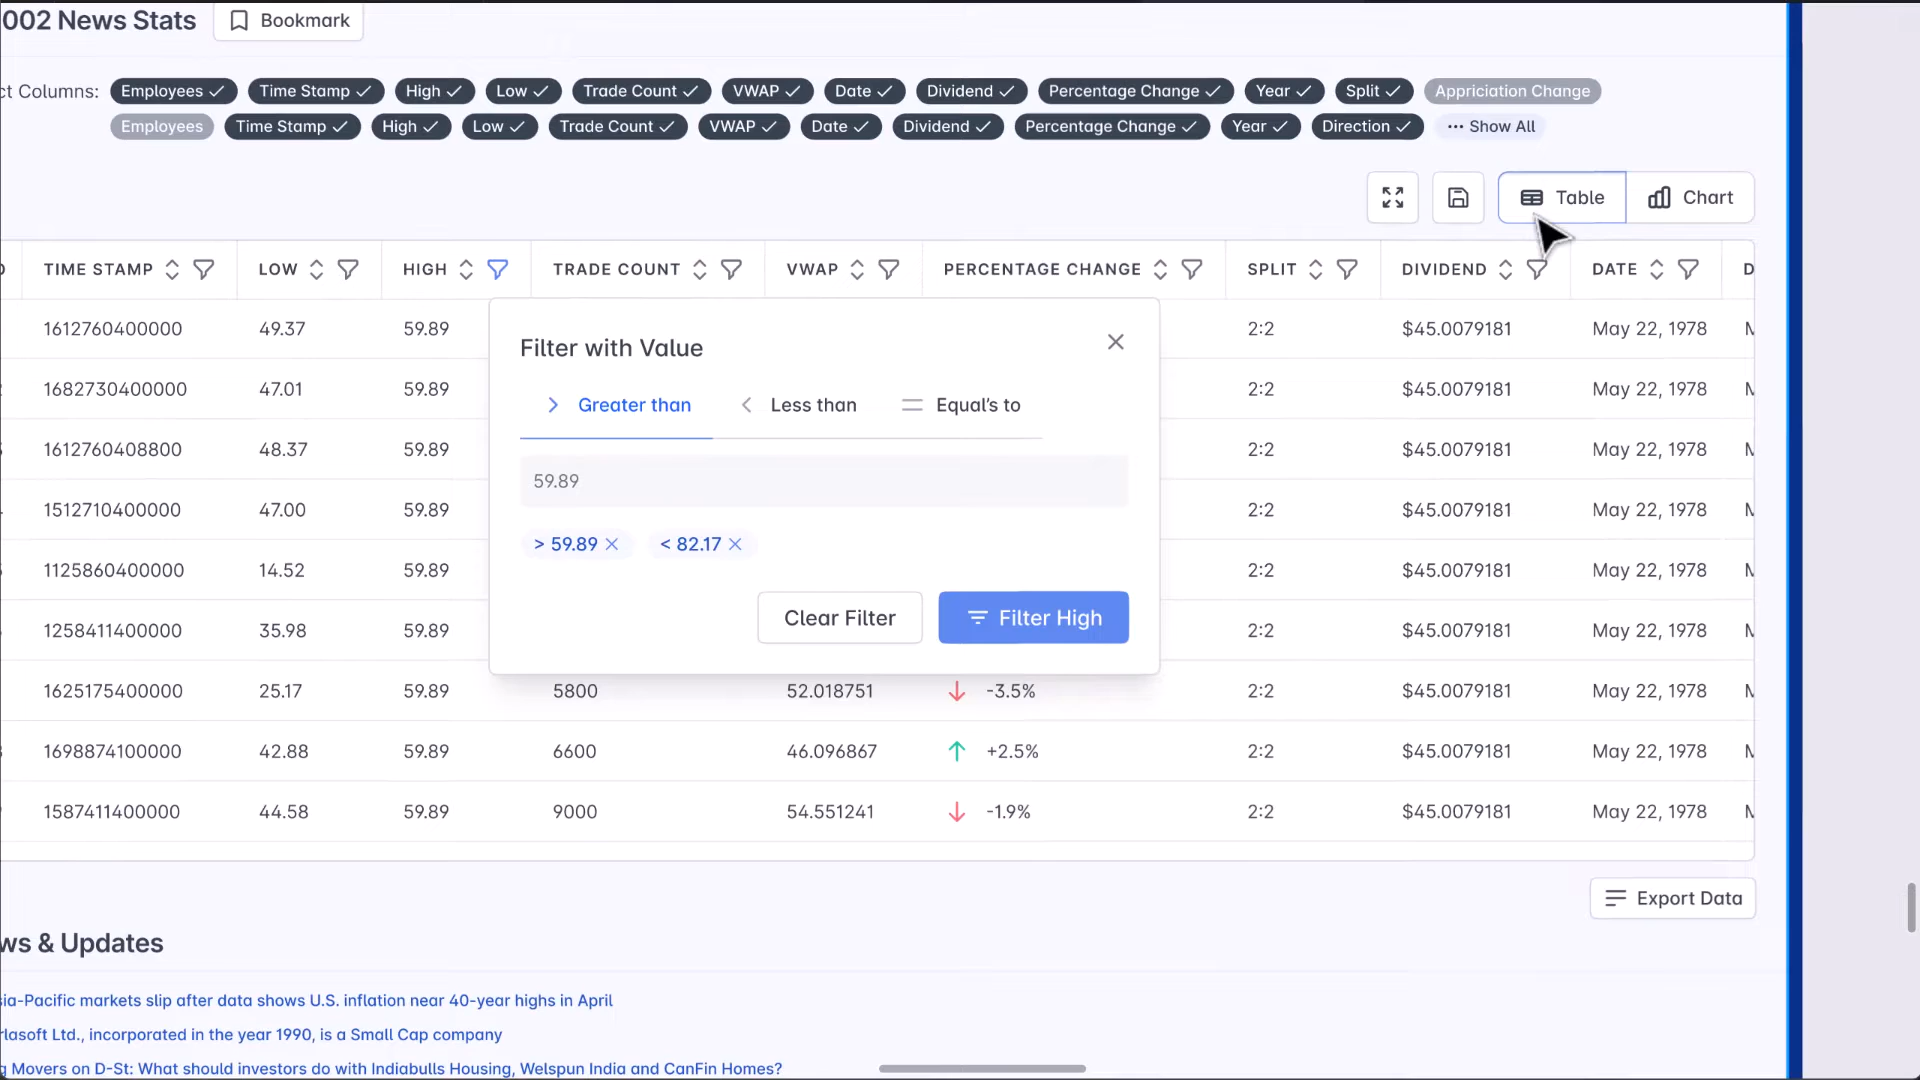 002 News Stats Bookmark
ct Columns: Employees Time Stamp High Low Trade Count VWAP Date Dividend Percentage Change Year Split Appriciation Change
Employees Time Stamp High Low Trade Count VWAP Date Dividend Percentage Change Year Direction ··· Show All
Table Chart
TIME STAMP LOW HIGH TRADE COUNT VWAP PERCENTAGE CHANGE SPLIT DIVIDEND DATE D
1612760400000 49.37 59.89 2:2 $45.0079181 May 22, 1978
1682730400000 47.01 59.89 2:2 $45.0079181 May 22, 1978
1612760408800 48.37 59.89 2:2 $45.0079181 May 22, 1978
1512710400000 47.00 59.89 2:2 $45.0079181 May 22, 1978
1125860400000 14.52 59.89 2:2 $45.0079181 May 22, 1978
1258411400000 35.98 59.89 2:2 $45.0079181 May 22, 1978
1625175400000 25.17 59.89 5800 52.018751 -3.5% 2:2 $45.0079181 May 22, 1978
1698874100000 42.88 59.89 6600 46.096867 +2.5% 2:2 $45.0079181 May 22, 1978
1587411400000 44.58 59.89 9000 54.551241 -1.9% 2:2 $45.0079181 May 22, 1978
Filter with Value
Greater than Less than Equal's to
59.89
> 59.89 < 82.17
Clear Filter Filter High
Export Data
ws & Updates
sia-Pacific markets slip after data shows U.S. inflation near 40-year highs in April
rlasoft Ltd., incorporated in the year 1990, is a Small Cap company
g Movers on D-St: What should investors do with Indiabulls Housing, Welspun India and CanFin Homes?